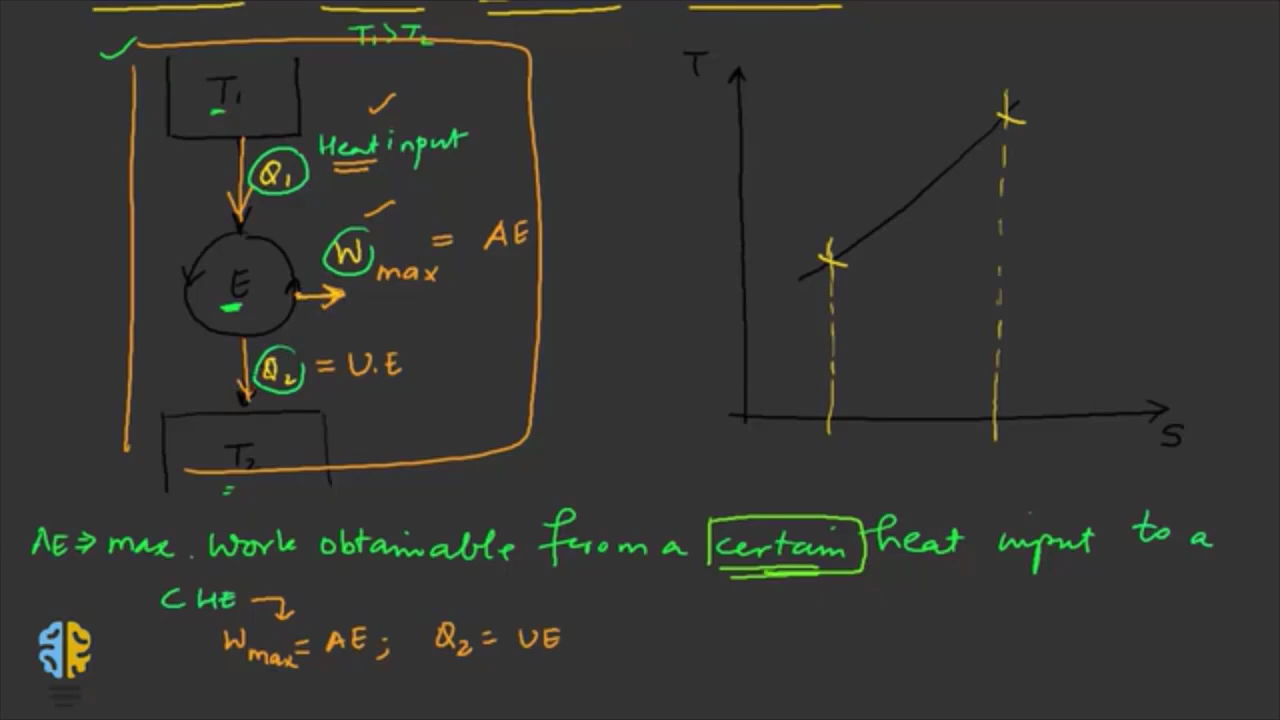 T₁ > T₂
T₁
Q₁ Heat input
W max = AE
E
Q₂ = U.E
T₂
T
S
AE ⇒ max. work obtainable from a certain heat input to a
CHE
Wmax = AE; Q₂ = UE